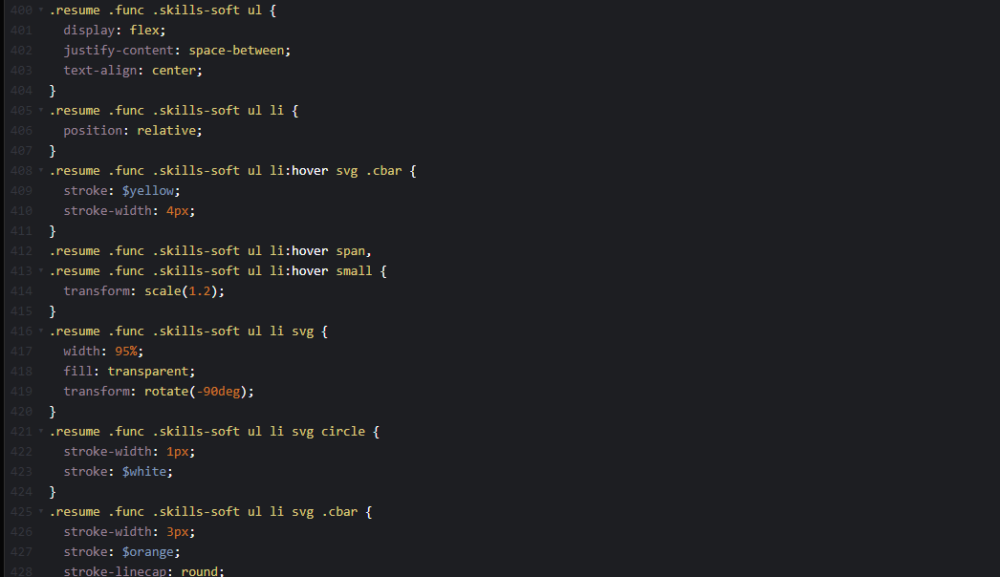 400 .resume .func .skills-soft ul {
401 display: flex;
402 justify-content: space-between;
403 text-align: center;
404 }
405 .resume .func .skills-soft ul li {
406 position: relative;
407 }
408 .resume .func .skills-soft ul li:hover svg .cbar {
409 stroke: $yellow;
410 stroke-width: 4px;
411 }
412 .resume .func .skills-soft ul li:hover span,
413 .resume .func .skills-soft ul li:hover small {
414 transform: scale(1.2);
415 }
416 .resume .func .skills-soft ul li svg {
417 width: 95%;
418 fill: transparent;
419 transform: rotate(-90deg);
420 }
421 .resume .func .skills-soft ul li svg circle {
422 stroke-width: 1px;
423 stroke: $white;
424 }
425 .resume .func .skills-soft ul li svg .cbar {
426 stroke-width: 3px;
427 stroke: $orange;
428 stroke-linecap: round;